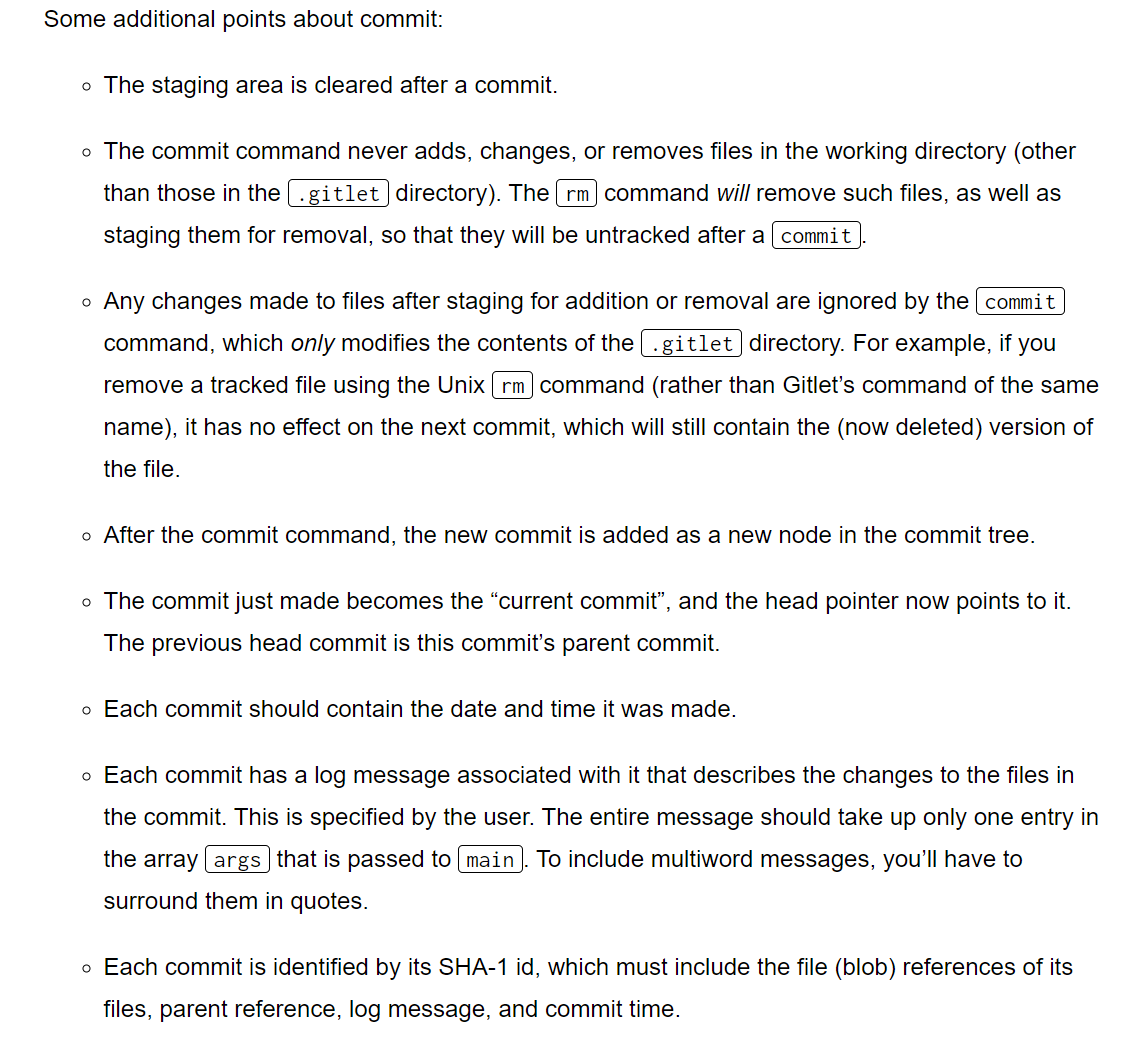 Some additional points about commit:
The staging area is cleared after a commit.
The commit command never adds, changes, or removes files in the working directory (other
than those in the .gitlet directory). The rm command will remove such files, as well as
staging them for removal, so that they will be untracked after a commit.
Any changes made to files after staging for addition or removal are ignored by the commit
command, which only modifies the contents of the .gitlet directory. For example, if you
remove a tracked file using the Unix rm command (rather than Gitlet’s command of the same
name), it has no effect on the next commit, which will still contain the (now deleted) version of
the file.
After the commit command, the new commit is added as a new node in the commit tree.
The commit just made becomes the “current commit”, and the head pointer now points to it.
The previous head commit is this commit’s parent commit.
Each commit should contain the date and time it was made.
Each commit has a log message associated with it that describes the changes to the files in
the commit. This is specified by the user. The entire message should take up only one entry in
the array args that is passed to main. To include multiword messages, you’ll have to
surround them in quotes.
Each commit is identified by its SHA-1 id, which must include the file (blob) references of its
files, parent reference, log message, and commit time.